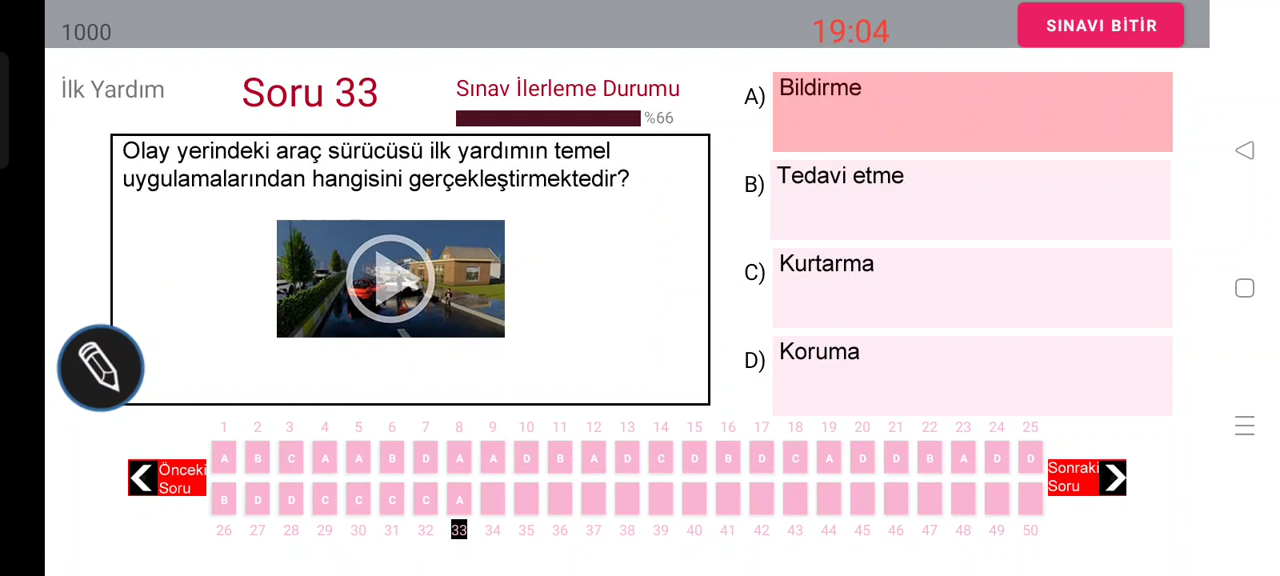 1000
19:04
SINAVI BİTİR
İlk Yardım
Soru 33
Sınav İlerleme Durumu
%66
Olay yerindeki araç sürücüsü ilk yardımın temel
uygulamalarından hangisini gerçekleştirmektedir?
A) Bildirme
B) Tedavi etme
C) Kurtarma
D) Koruma
1 2 3 4 5 6 7 8 9 10 11 12 13 14 15 16 17 18 19 20 21 22 23 24 25
A B C A A B D A A D B A D C D B D C A D D B A D D
Önceki
Soru
Sonraki
Soru
B D D C C C C A
26 27 28 29 30 31 32 33 34 35 36 37 38 39 40 41 42 43 44 45 46 47 48 49 50